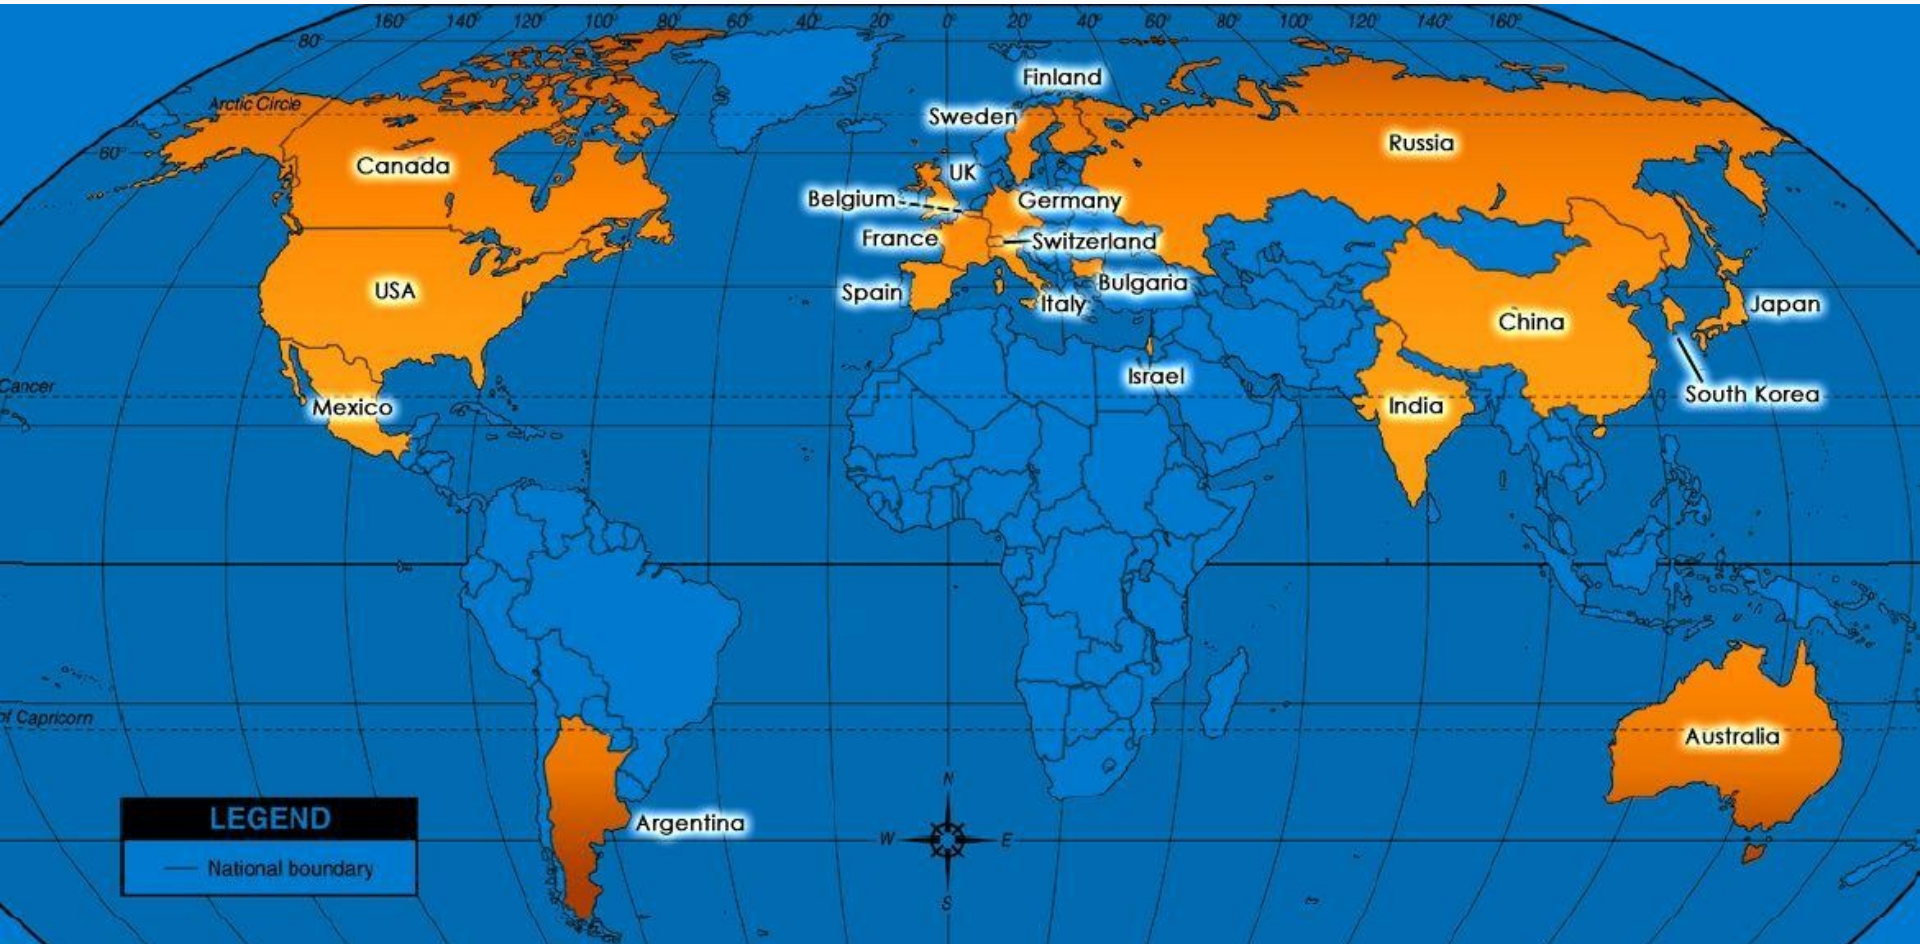 160° 140° 120° 100° 80° 60° 40° 20° 0° 20° 40° 60° 80° 100° 120° 140° 160°
80°
Finland
Arctic Circle
Sweden
Russia
60°
Canada
UK
Belgium
Germany
France
Switzerland
USA
Spain
Bulgaria
Italy
Japan
China
Israel
Cancer
South Korea
Mexico
India
of Capricorn
Australia
N
LEGEND
Argentina
W E
National boundary
S